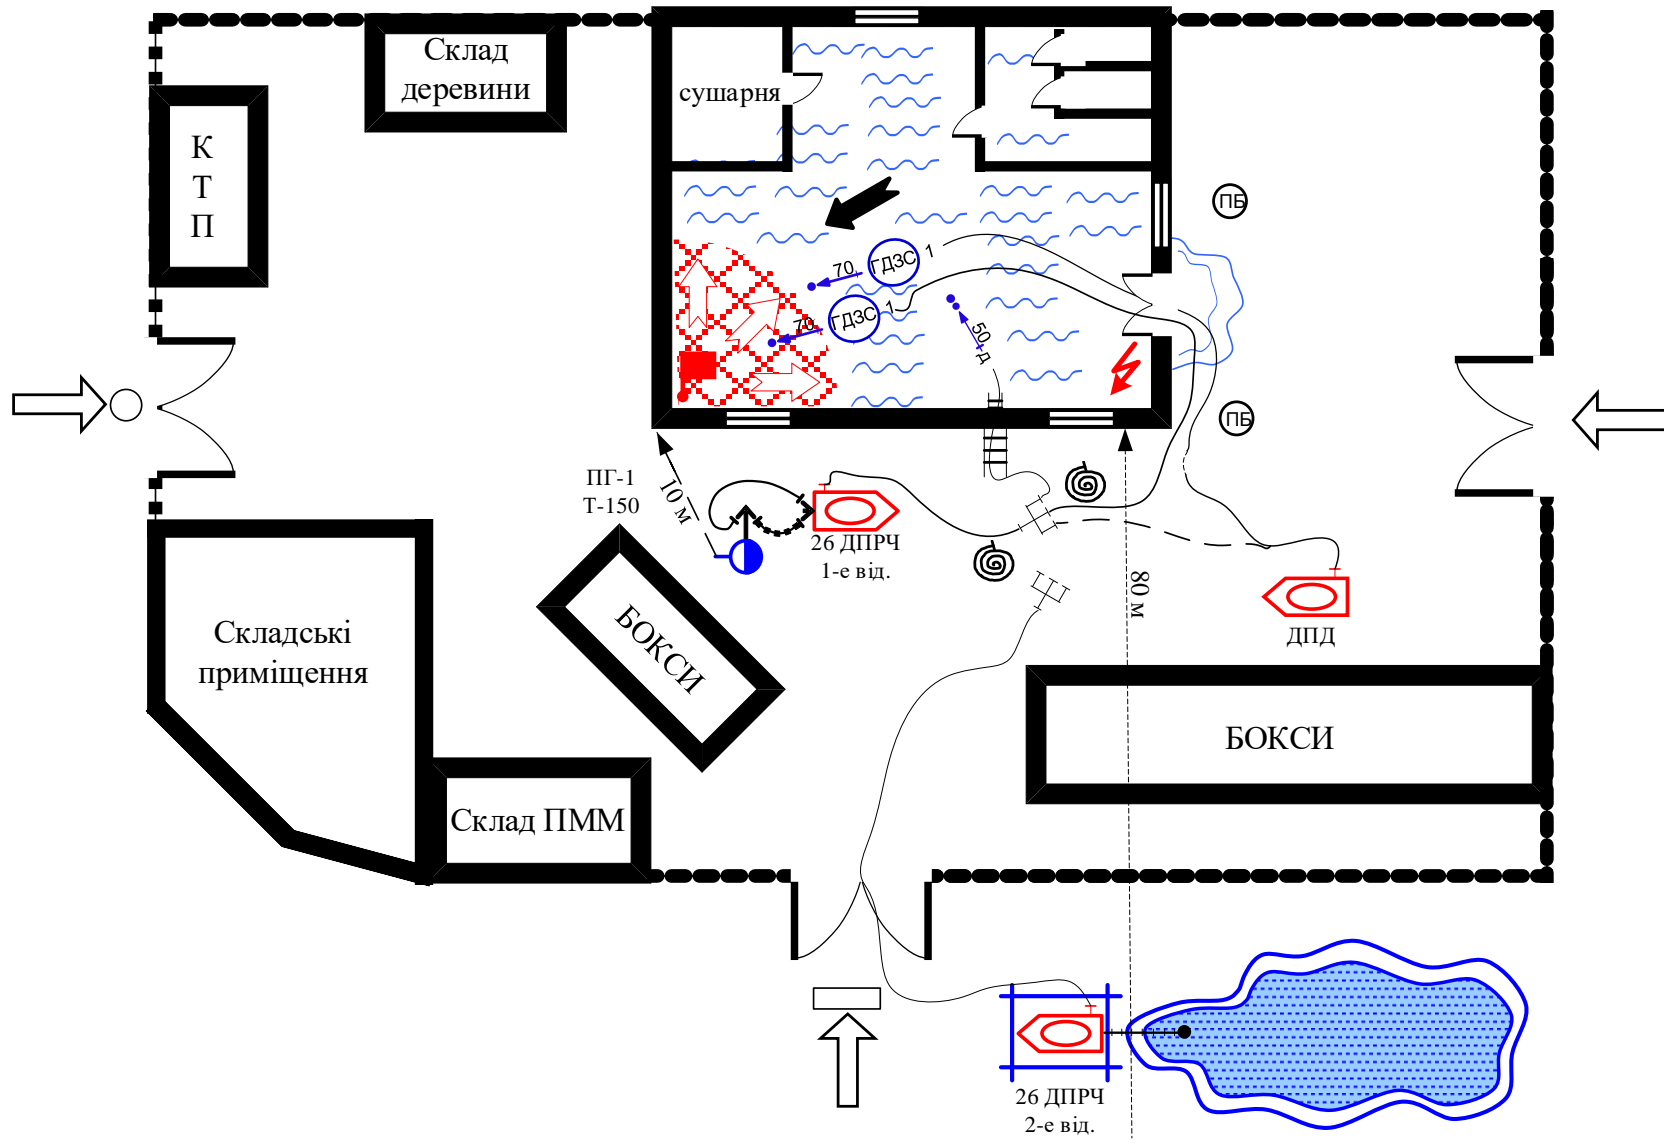 Склад
деревини
К
Т
П
сушарня
ПБ
70 ГДЗС 1
70 ГДЗС 1
50 д
ПБ
ПГ-1
Т-150
10 м
26 ДПРЧ
1-е від.
80 м
ДПД
Складські
приміщення
БОКСИ
БОКСИ
Склад ПММ
26 ДПРЧ
2-е від.